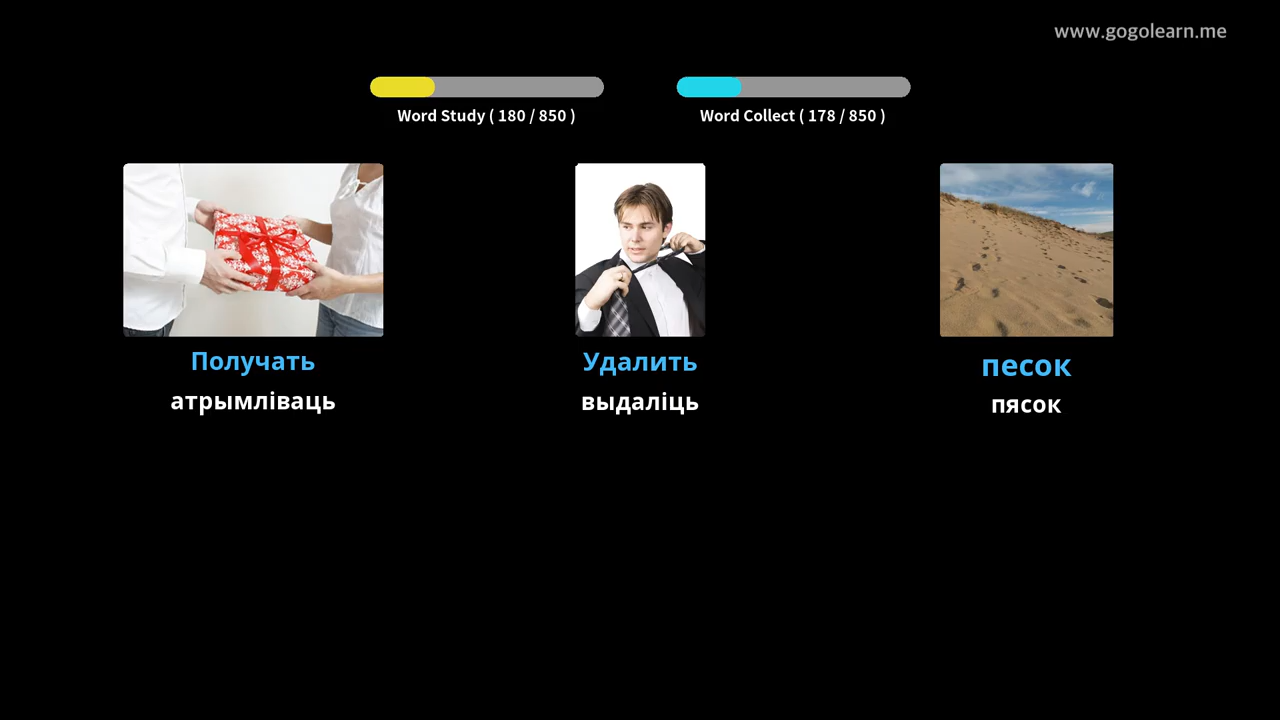 www.gogolearn.me
Word Study ( 180 / 850 )
Word Collect ( 178 / 850 )
Получать
Удалить
песок
атрымліваць
выдаліць
пясок